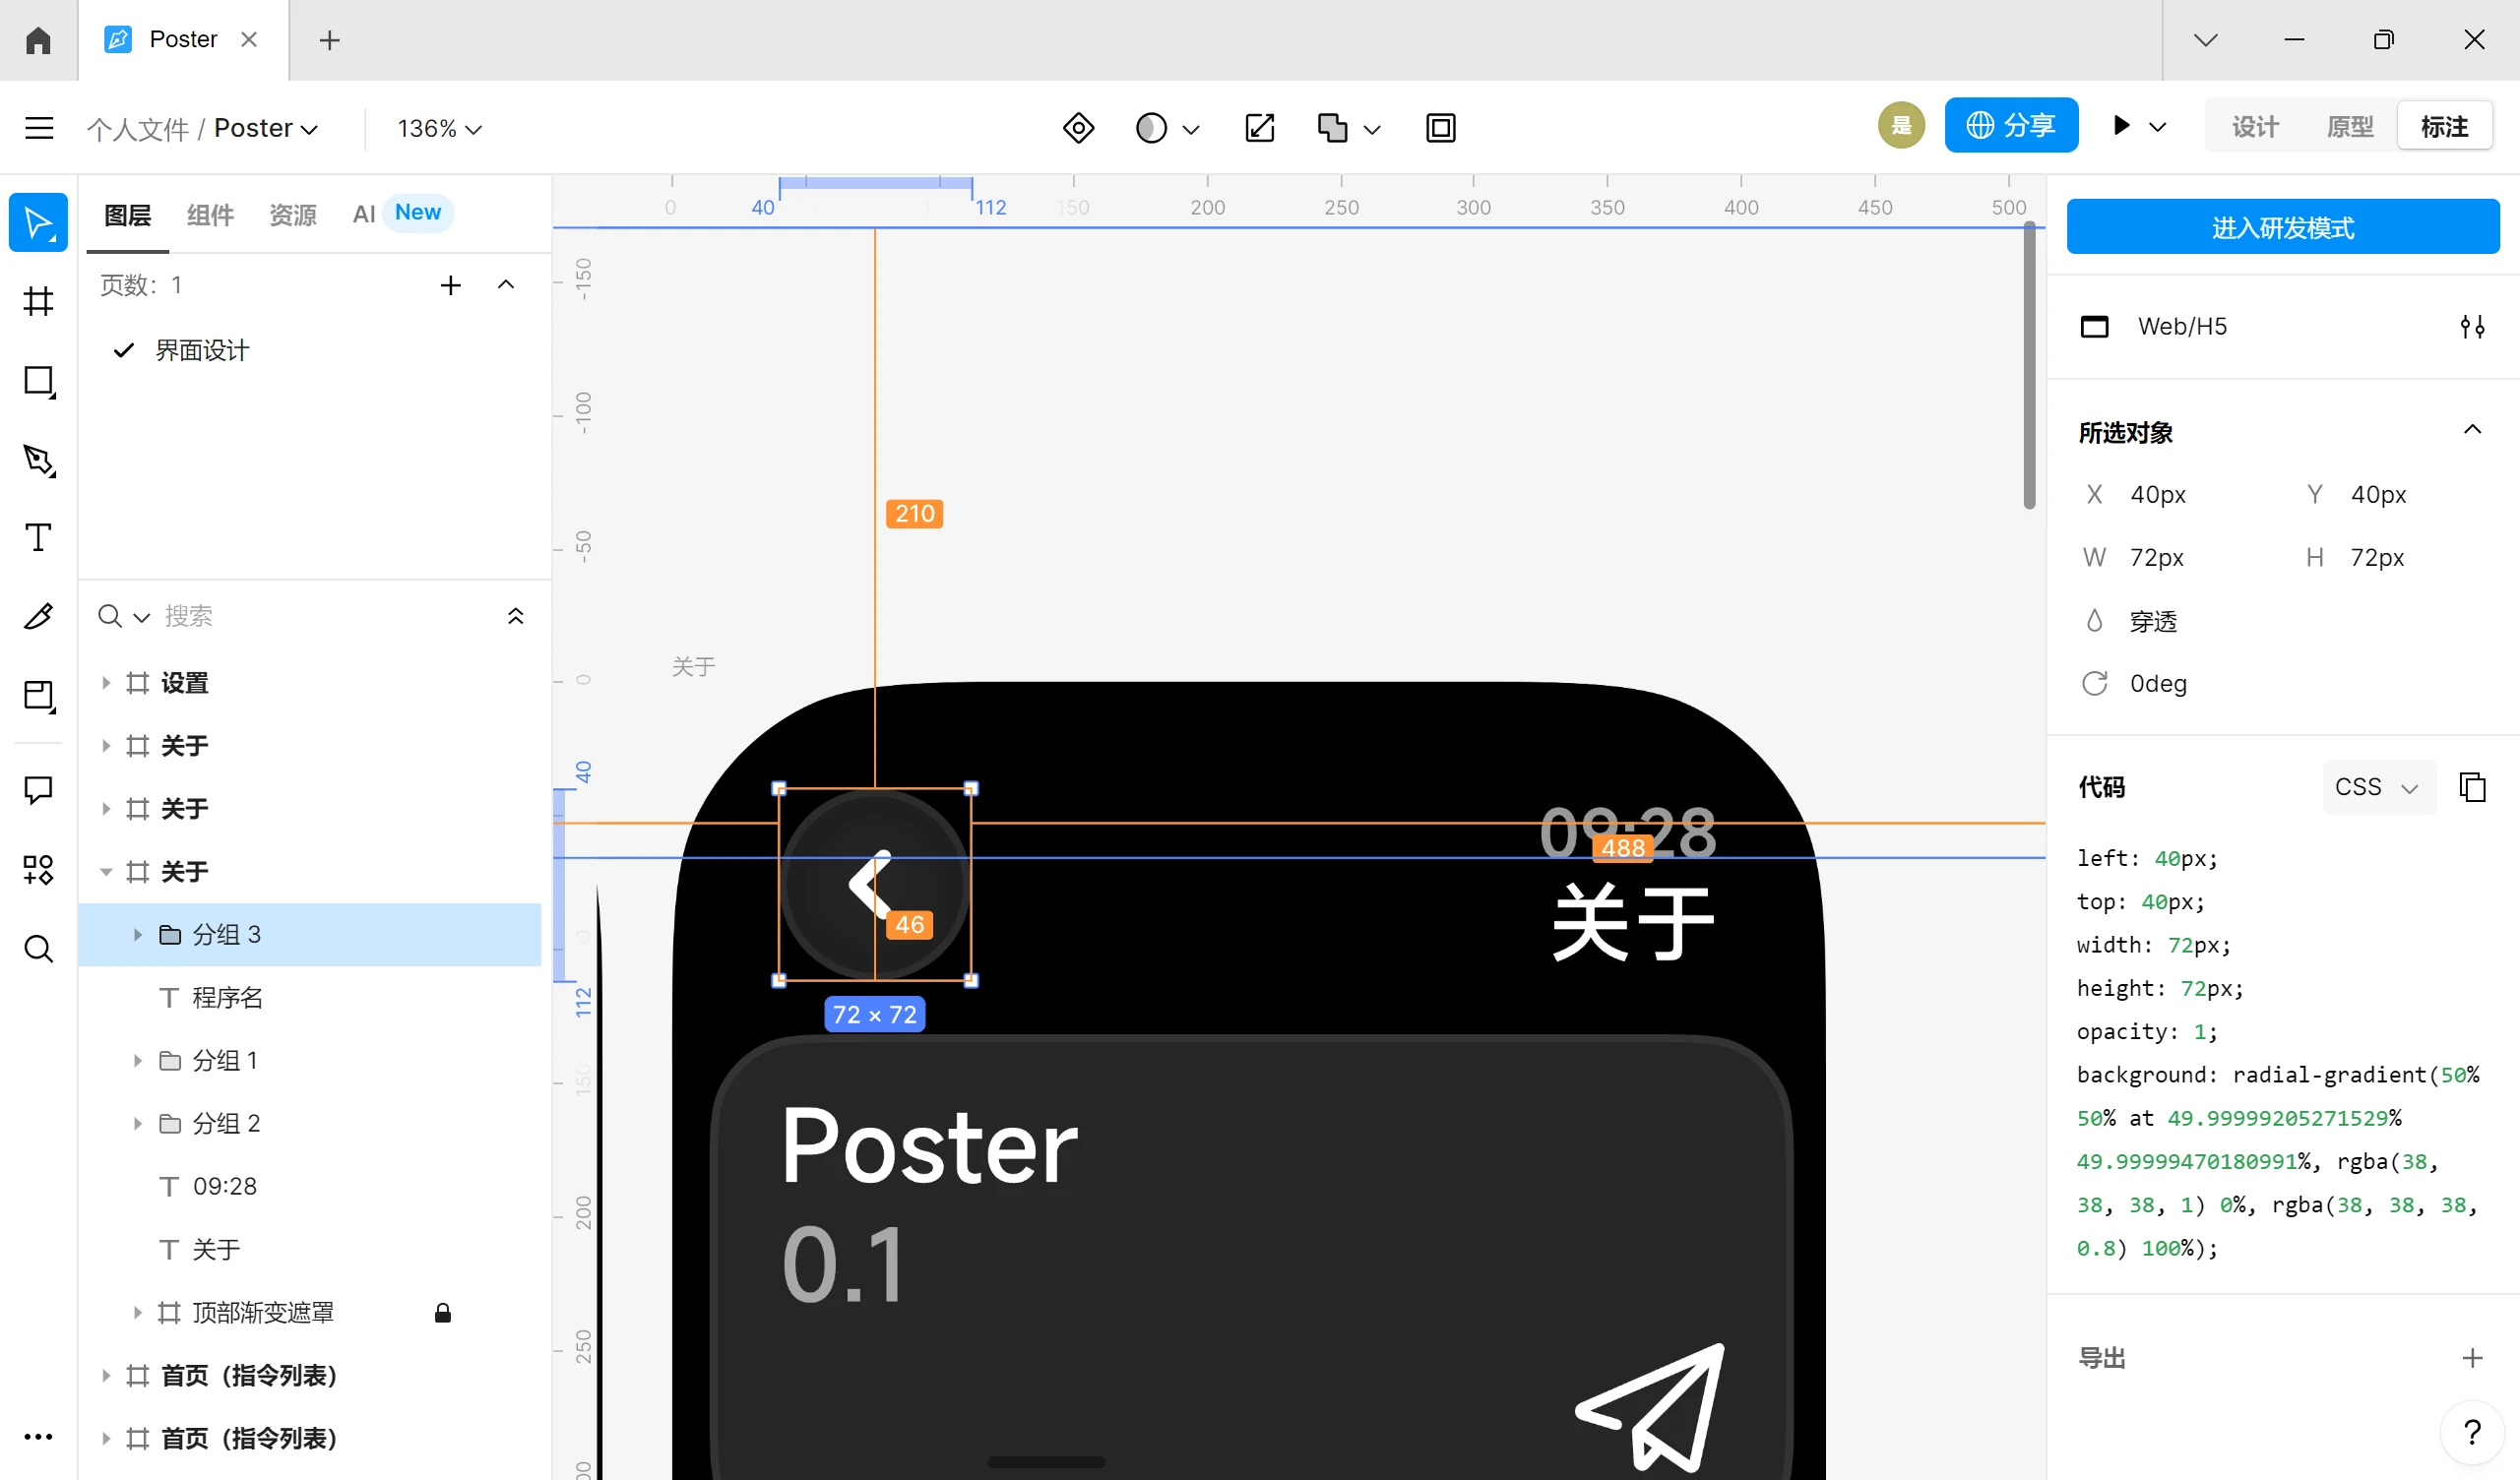 Poster
个人文件 / Poster
136%
是
分享
设计
原型
标注
图层
组件
资源
AI
New
页数: 1
界面设计
搜索
设置
关于
关于
关于
分组 3
程序名
分组 1
分组 2
09:28
关于
顶部渐变遮罩
首页（指令列表）
首页（指令列表）
0
40
112
150
200
250
300
350
400
450
500
-150
-100
-50
0
40
112
150
200
250
210
关于
09:28
488
关于
46
72 × 72
Poster
0.1
进入研发模式
Web/H5
所选对象
X 40px
Y 40px
W 72px
H 72px
穿透
0deg
代码
CSS
left: 40px;
top: 40px;
width: 72px;
height: 72px;
opacity: 1;
background: radial-gradient(50%
50% at 49.99999205271529%
49.99999470180991%, rgba(38,
38, 38, 1) 0%, rgba(38, 38, 38,
0.8) 100%);
导出
?